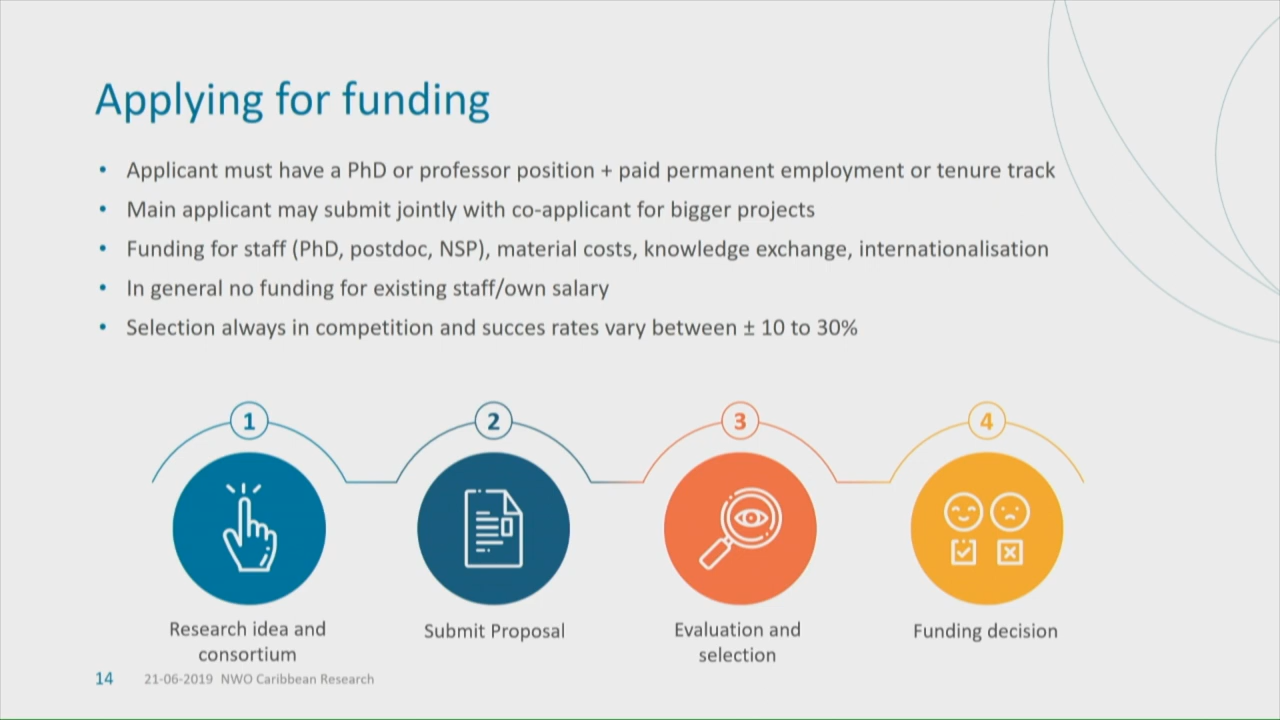 Applying for funding
• Applicant must have a PhD or professor position + paid permanent employment or tenure track
• Main applicant may submit jointly with co-applicant for bigger projects
• Funding for staff (PhD, postdoc, NSP), material costs, knowledge exchange, internationalisation
• In general no funding for existing staff/own salary
• Selection always in competition and succes rates vary between ± 10 to 30%
1
2
3
4
Research idea and
consortium
Submit Proposal
Evaluation and
selection
Funding decision
14 21-06-2019 NWO Caribbean Research